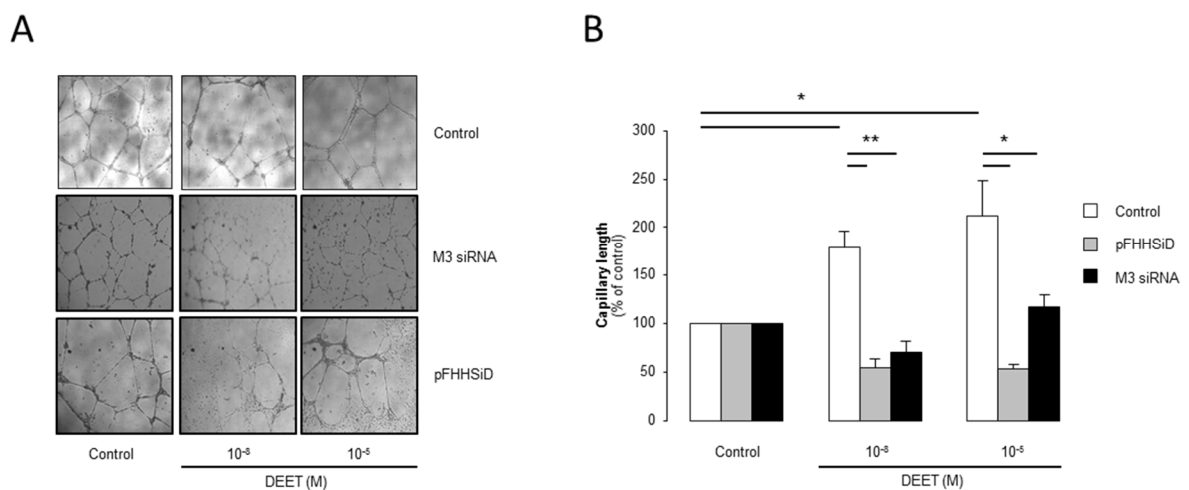 A
Control
M3 siRNA
pFHHSiD
Control
10⁻⁸
10⁻⁵
DEET (M)
B
*
**
*
300
250
200
150
100
50
0
Capillary length
(% of control)
Control
10⁻⁸
10⁻⁵
DEET (M)
Control
pFHHSiD
M3 siRNA